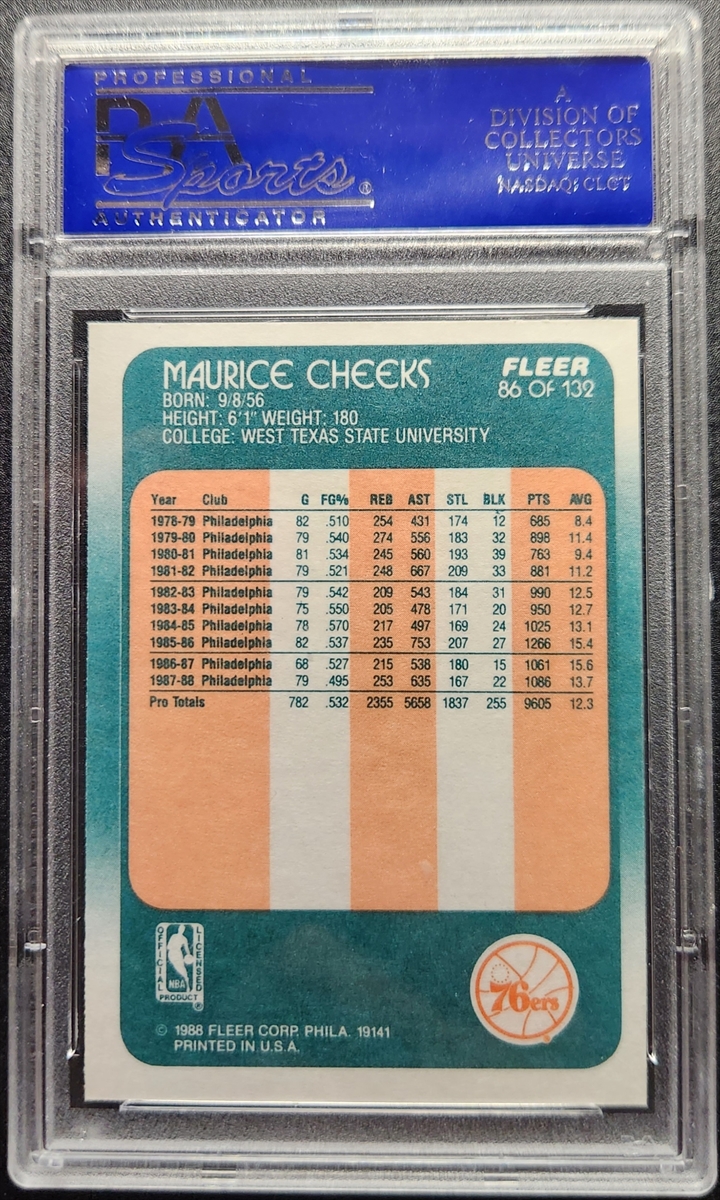 PROFESSIONAL
PSA
Sports®
AUTHENTICATOR
A
DIVISION OF
COLLECTORS
UNIVERSE
NASDAQ: CLCT
MAURICE CHEEKS
FLEER
86 OF 132
BORN: 9/8/56
HEIGHT: 6'1" WEIGHT: 180
COLLEGE: WEST TEXAS STATE UNIVERSITY
Year Club G FG% REB AST STL BLK PTS AVG
1978-79 Philadelphia 82 .510 254 431 174 12 685 8.4
1979-80 Philadelphia 79 .540 274 556 183 32 898 11.4
1980-81 Philadelphia 81 .534 245 560 193 39 763 9.4
1981-82 Philadelphia 79 .521 248 667 209 33 881 11.2
1982-83 Philadelphia 79 .542 209 543 184 31 990 12.5
1983-84 Philadelphia 75 .550 205 478 171 20 950 12.7
1984-85 Philadelphia 78 .570 217 497 169 24 1025 13.1
1985-86 Philadelphia 82 .537 235 753 207 27 1266 15.4
1986-87 Philadelphia 68 .527 215 538 180 15 1061 15.6
1987-88 Philadelphia 79 .495 253 635 167 22 1086 13.7
Pro Totals 782 .532 2355 5658 1837 255 9605 12.3
OFFICIAL LICENSED
NBA
PRODUCT ®
76ers
© 1988 FLEER CORP. PHILA. 19141
PRINTED IN U.S.A.